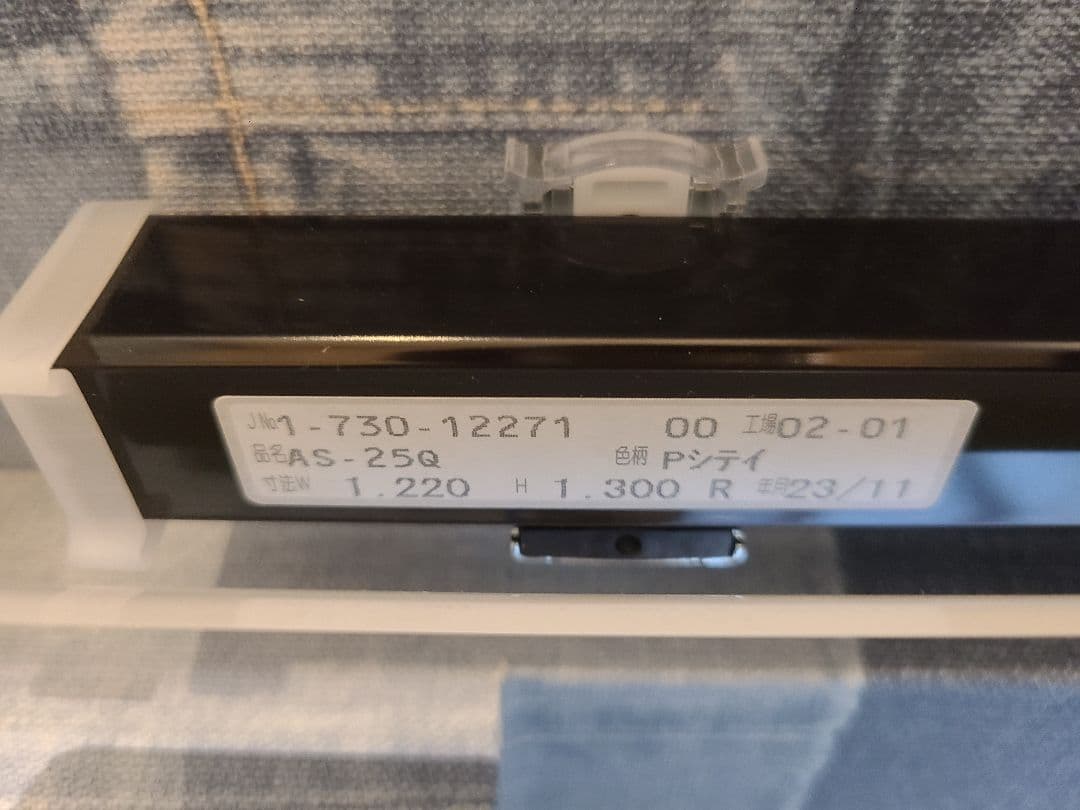 J№1-730-12271 00 工場02-01
品名AS-25Q 色柄 Pシテイ
寸法W 1.220 H 1.300 R 年月23/11